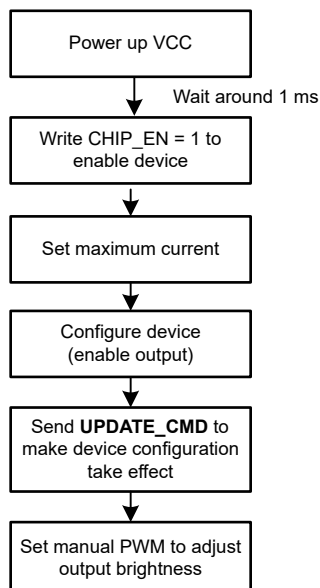 Power up VCC
Wait around 1 ms
Write CHIP_EN = 1 to
enable device
Set maximum current
Configure device
(enable output)
Send UPDATE_CMD to
make device configuration
take effect
Set manual PWM to adjust
output brightness